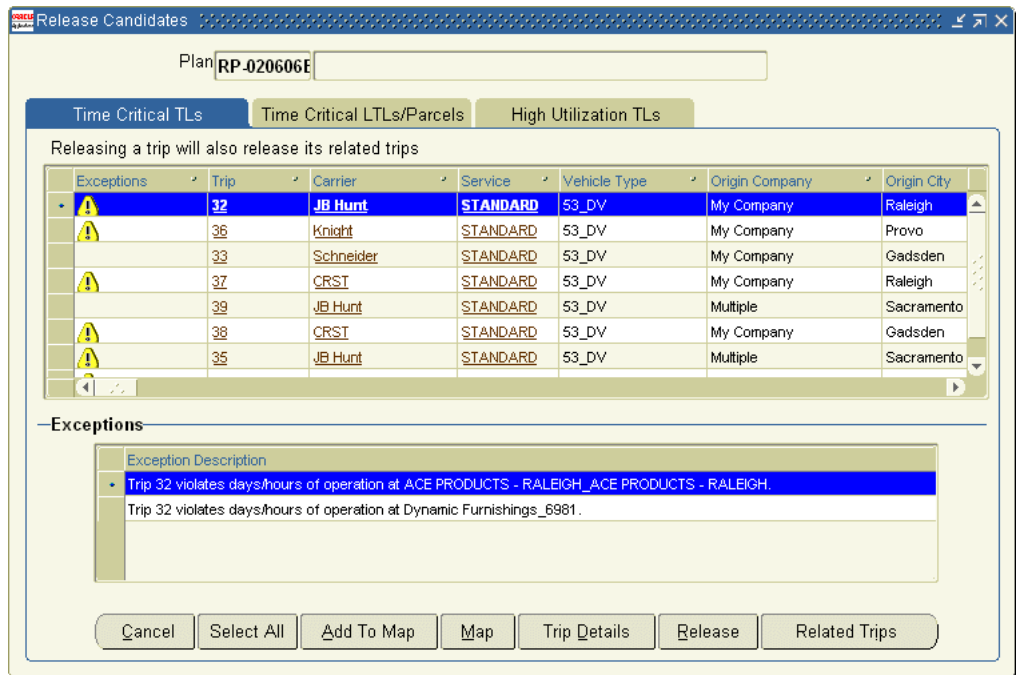 ORACLE Release Candidates
Plan RP-020606E
Time Critical TLs Time Critical LTLs/Parcels High Utilization TLs
Releasing a trip will also release its related trips
Exceptions Trip Carrier Service Vehicle Type Origin Company Origin City
32 JB Hunt STANDARD 53_DV My Company Raleigh
36 Knight STANDARD 53_DV My Company Provo
33 Schneider STANDARD 53_DV My Company Gadsden
37 CRST STANDARD 53_DV My Company Raleigh
39 JB Hunt STANDARD 53_DV Multiple Sacramento
38 CRST STANDARD 53_DV My Company Gadsden
35 JB Hunt STANDARD 53_DV Multiple Sacramento
Exceptions
Exception Description
Trip 32 violates days/hours of operation at ACE PRODUCTS - RALEIGH_ACE PRODUCTS - RALEIGH.
Trip 32 violates days/hours of operation at Dynamic Furnishings_6981.
Cancel Select All Add To Map Map Trip Details Release Related Trips